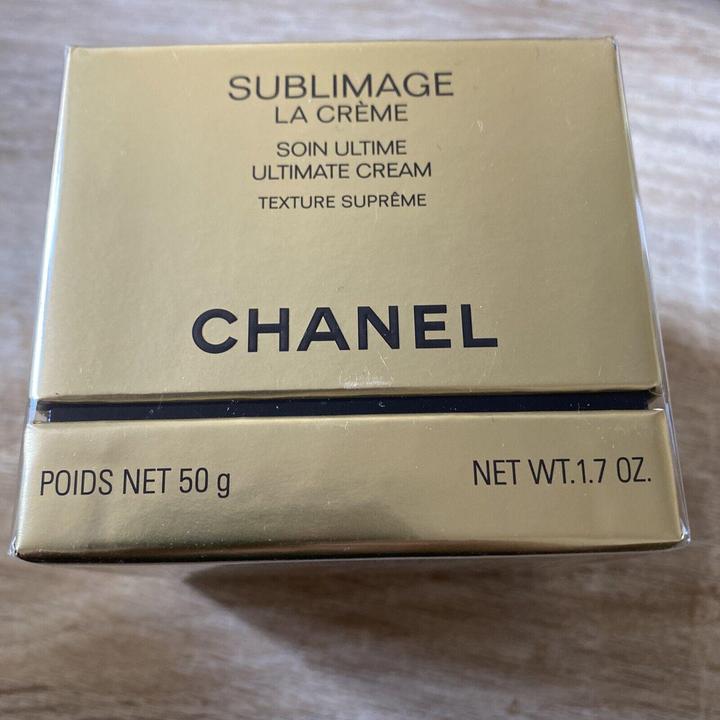 SUBLIMAGE
LA CRÈME
SOIN ULTIME
ULTIMATE CREAM
TEXTURE SUPRÊME
CHANEL
POIDS NET 50 g NET WT.1.7 OZ.